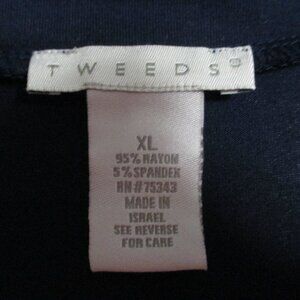 TWEEDS®
XL
95% RAYON
5% SPANDEX
RN#75343
MADE IN
ISRAEL
SEE REVERSE
FOR CARE